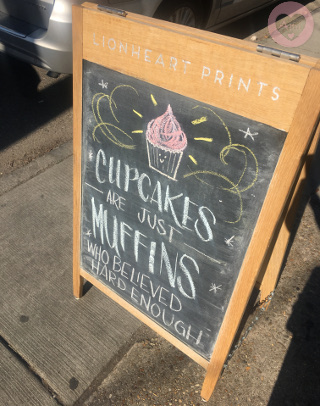 LIONHEART PRINTS
CUPCAKES
ARE JUST
MUFFINS
WHO BELIEVED
HARD ENOUGH